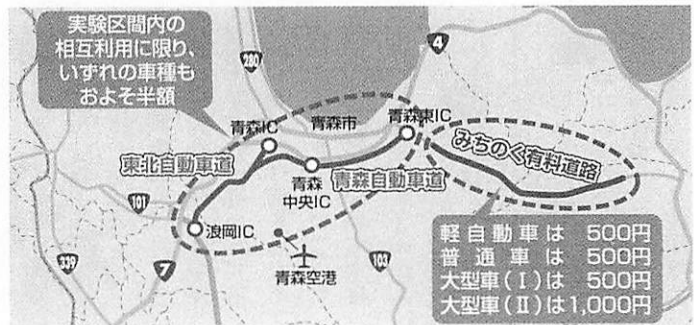 実験区間内の
相互利用に限り、
いずれの車種も
およそ半額
280
4
青森IC
青森市
青森東IC
みちのく有料道路
東北自動車道
青森
中央IC
青森自動車道
101
浪岡IC
339
7
青森空港
103
軽自動車は 500円
普通車は 500円
大型車(Ⅰ)は 500円
大型車(Ⅱ)は1,000円